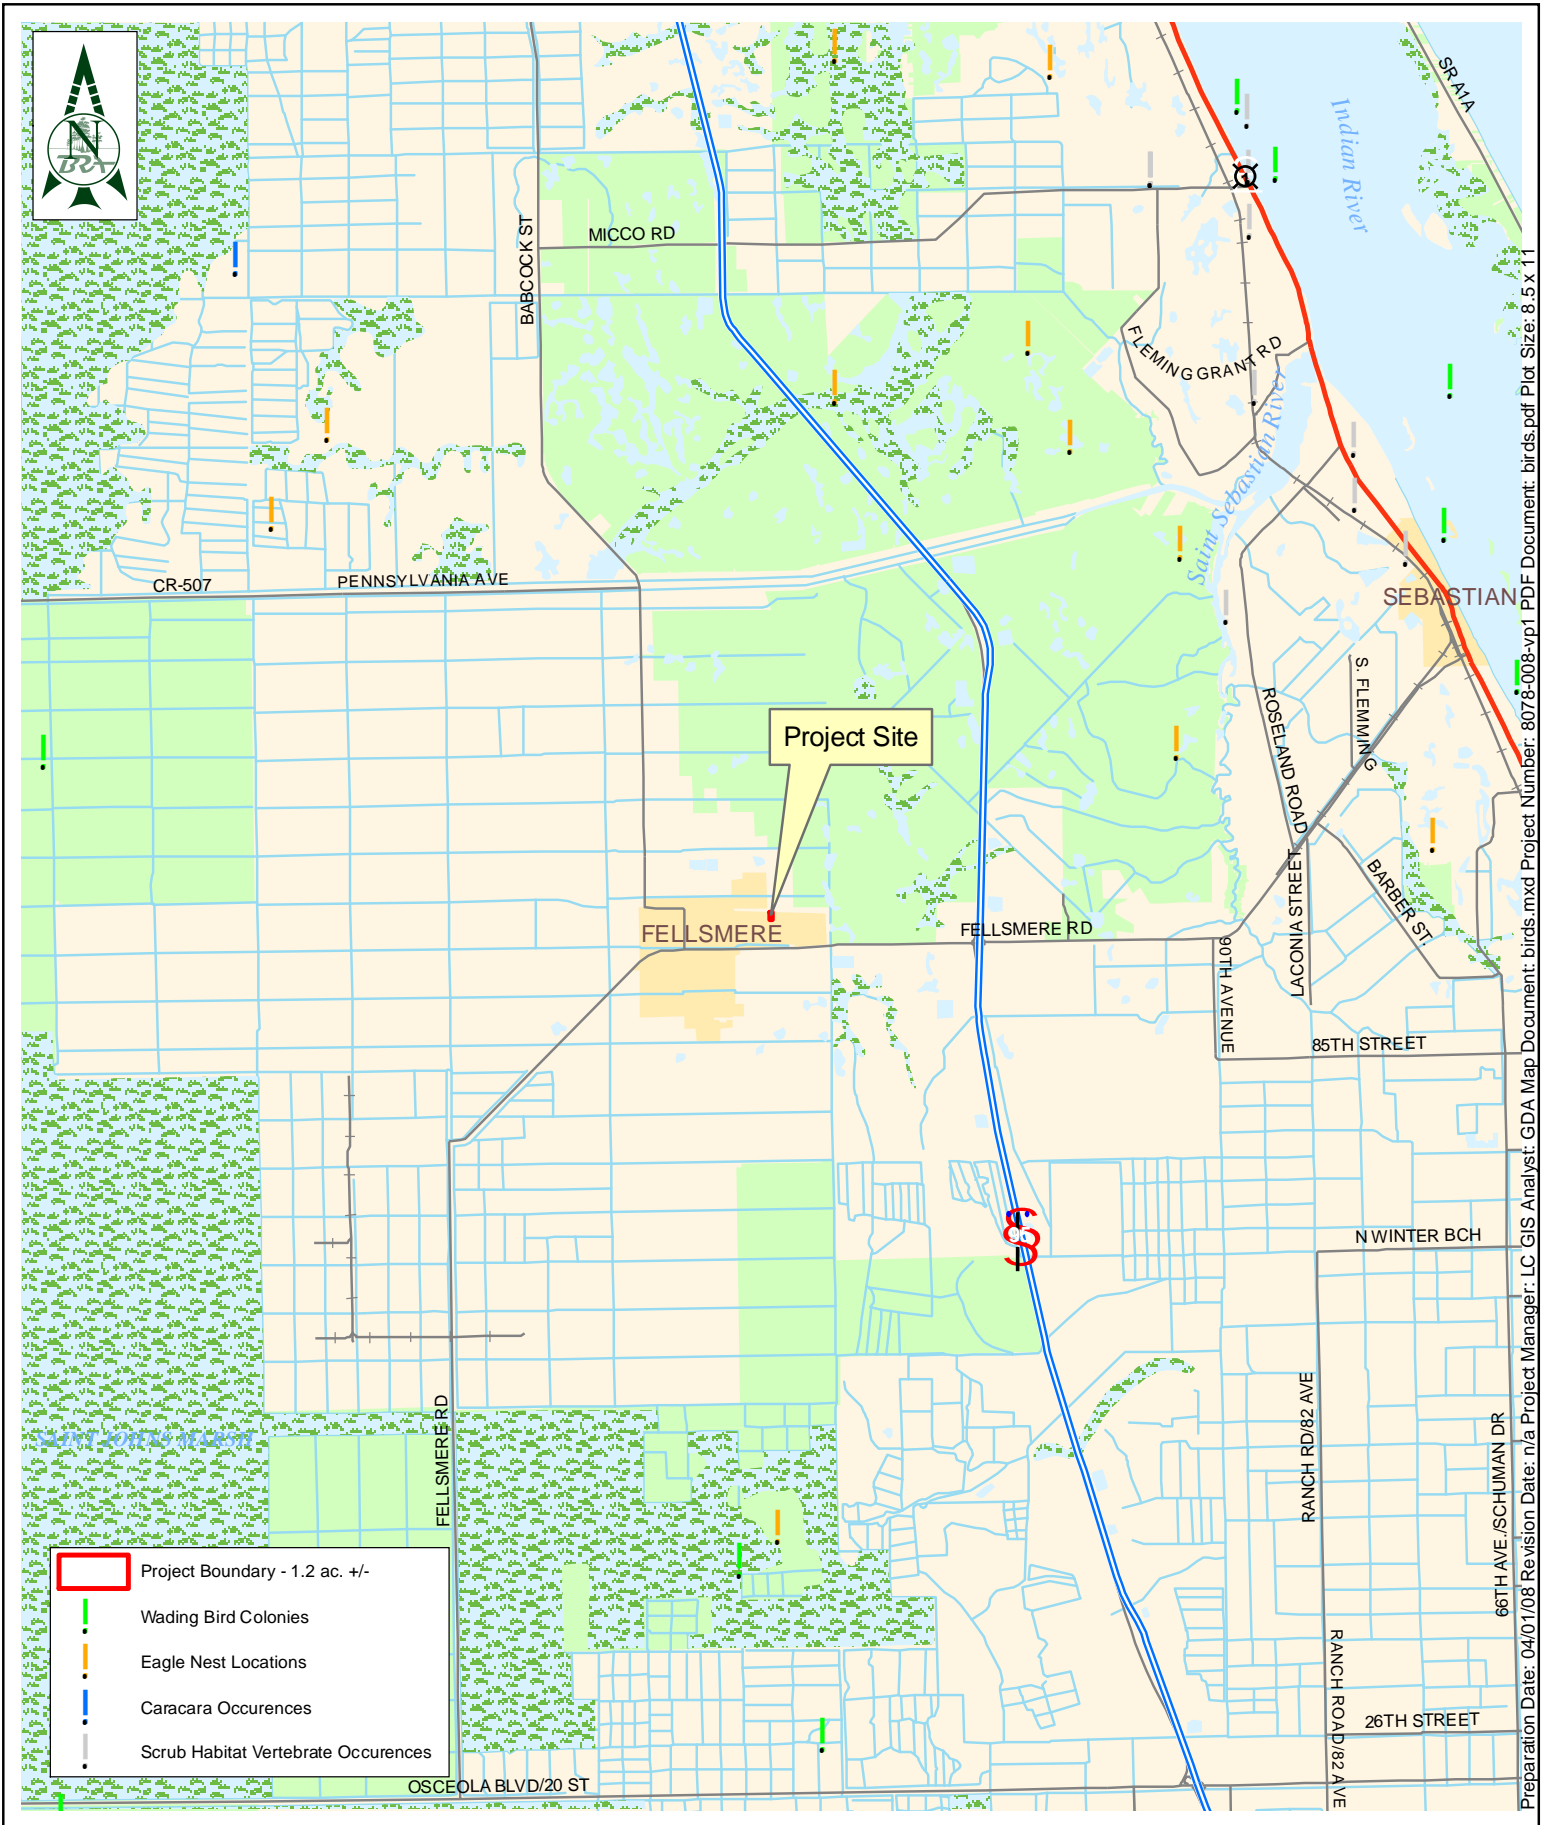 N
BRA
SR A1A
Indian River
MICCO RD
BABCOCK ST
FLEMING GRANT RD
Saint Sebastian River
CR-507
PENNSYLVANIA AVE
SEBASTIAN
S. FLEMMING
ROSELAND ROAD
Project Site
LACONIA STREET
BARBER ST.
FELLSMERE
FELLSMERE RD
90TH AVENUE
85TH STREET
N WINTER BCH
RANCH RD/82 AVE
66TH AVE./SCHUMAN DR
FELLSMERE RD
SAINT JOHNS MARSH
RANCH ROAD/82 AVE
26TH STREET
OSCEOLA BLVD/20 ST
Project Boundary - 1.2 ac. +/-
Wading Bird Colonies
Eagle Nest Locations
Caracara Occurences
Scrub Habitat Vertebrate Occurences
Preparation Date: 04/01/08 Revision Date: n/a Project Manager: LC GIS Analyst: GDA Map Document: birds.mxd Project Number: 8078-008-vp1 PDF Document: birds.pdf Plot Size: 8.5 x 11